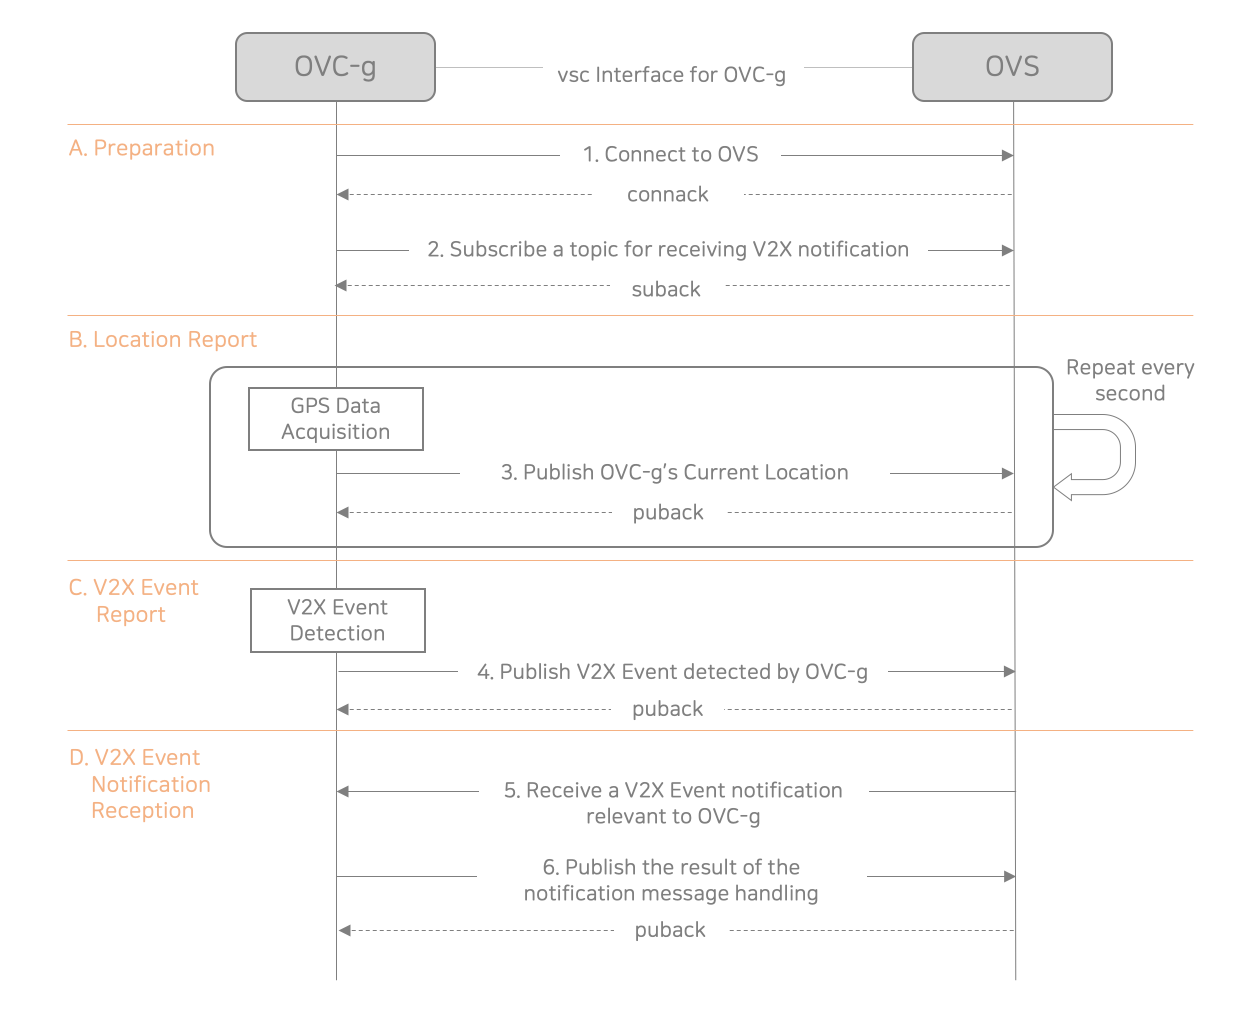 OVC-g
vsc Interface for OVC-g
OVS
A. Preparation
1. Connect to OVS
connack
2. Subscribe a topic for receiving V2X notification
suback
B. Location Report
Repeat every
second
GPS Data
Acquisition
3. Publish OVC-g's Current Location
puback
C. V2X Event
Report
V2X Event
Detection
4. Publish V2X Event detected by OVC-g
puback
D. V2X Event
Notification
Reception
5. Receive a V2X Event notification
relevant to OVC-g
6. Publish the result of the
notification message handling
puback